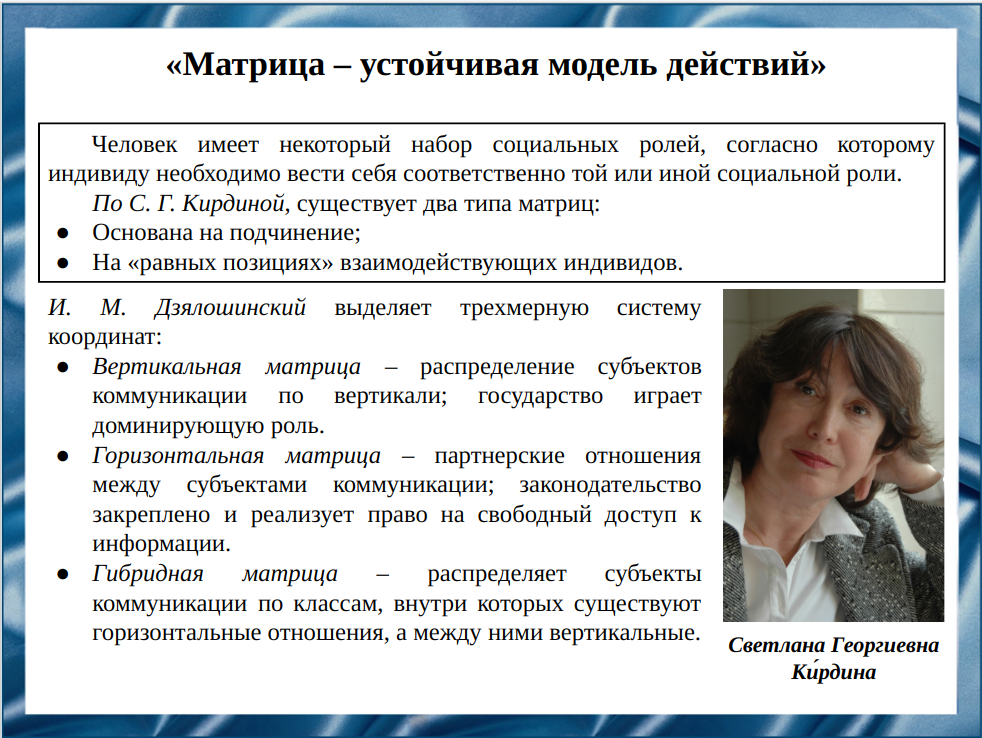 «Матрица – устойчивая модель действий»
Человек имеет некоторый набор социальных ролей, согласно которому
индивиду необходимо вести себя соответственно той или иной социальной роли.
По С. Г. Кирдиной, существует два типа матриц:
● Основана на подчинение;
● На «равных позициях» взаимодействующих индивидов.
И. М. Дзялошинский выделяет трехмерную систему
координат:
● Вертикальная матрица – распределение субъектов
коммуникации по вертикали; государство играет
доминирующую роль.
● Горизонтальная матрица – партнерские отношения
между субъектами коммуникации; законодательство
закреплено и реализует право на свободный доступ к
информации.
● Гибридная матрица – распределяет субъекты
коммуникации по классам, внутри которых существуют
горизонтальные отношения, а между ними вертикальные.
Светлана Георгиевна
Ки́рдина